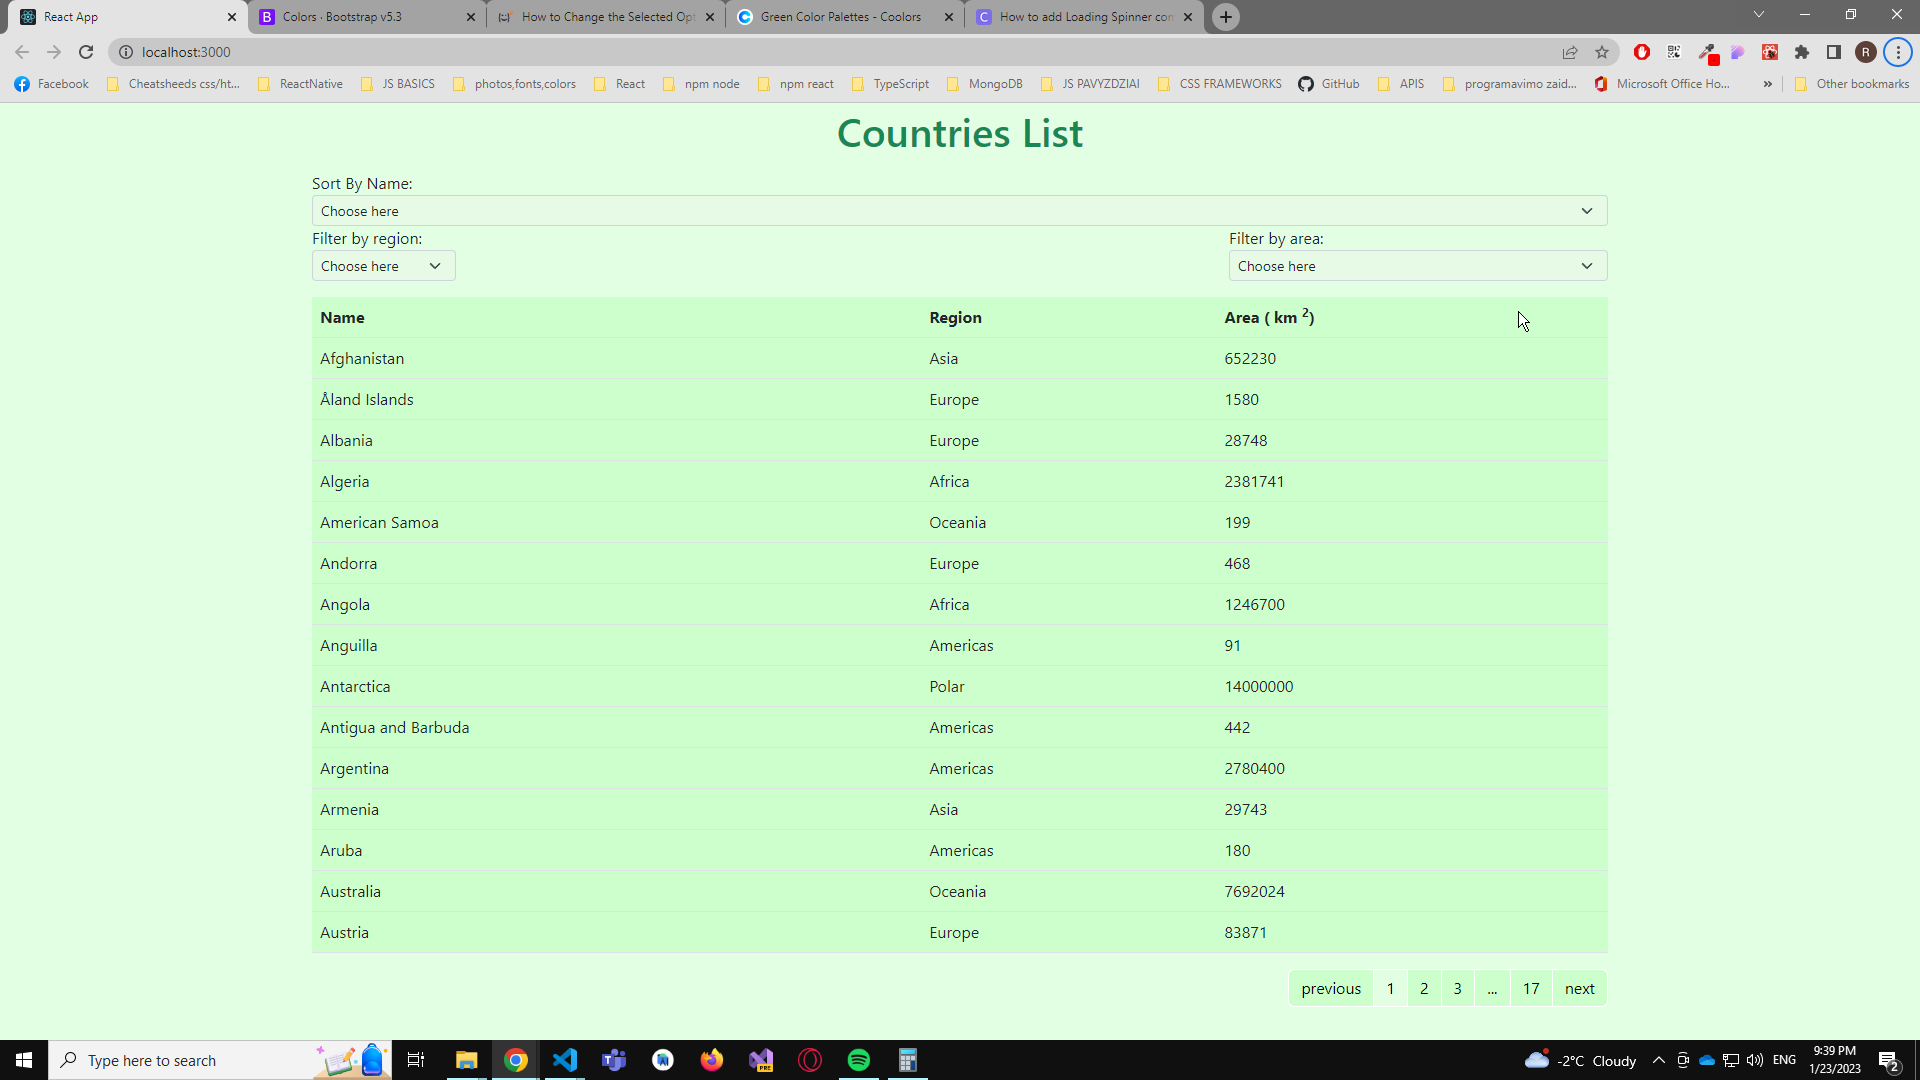 React App
Colors · Bootstrap v5.3
How to Change the Selected Opt
Green Color Palettes - Coolors
How to add Loading Spinner con
localhost:3000
R
Facebook
Cheatsheeds css/ht...
ReactNative
JS BASICS
photos,fonts,colors
React
npm node
npm react
TypeScript
MongoDB
JS PAVYZDZIAI
CSS FRAMEWORKS
GitHub
APIS
programavimo zaid...
Microsoft Office Ho...
»
Other bookmarks
Countries List
Sort By Name:
Choose here
Filter by region:
Filter by area:
Choose here
Choose here
Name Region Area ( km ²)
Afghanistan Asia 652230
Åland Islands Europe 1580
Albania Europe 28748
Algeria Africa 2381741
American Samoa Oceania 199
Andorra Europe 468
Angola Africa 1246700
Anguilla Americas 91
Antarctica Polar 14000000
Antigua and Barbuda Americas 442
Argentina Americas 2780400
Armenia Asia 29743
Aruba Americas 180
Australia Oceania 7692024
Austria Europe 83871
previous 1 2 3 ... 17 next
Type here to search
-2°C Cloudy
ENG
9:39 PM
1/23/2023
2